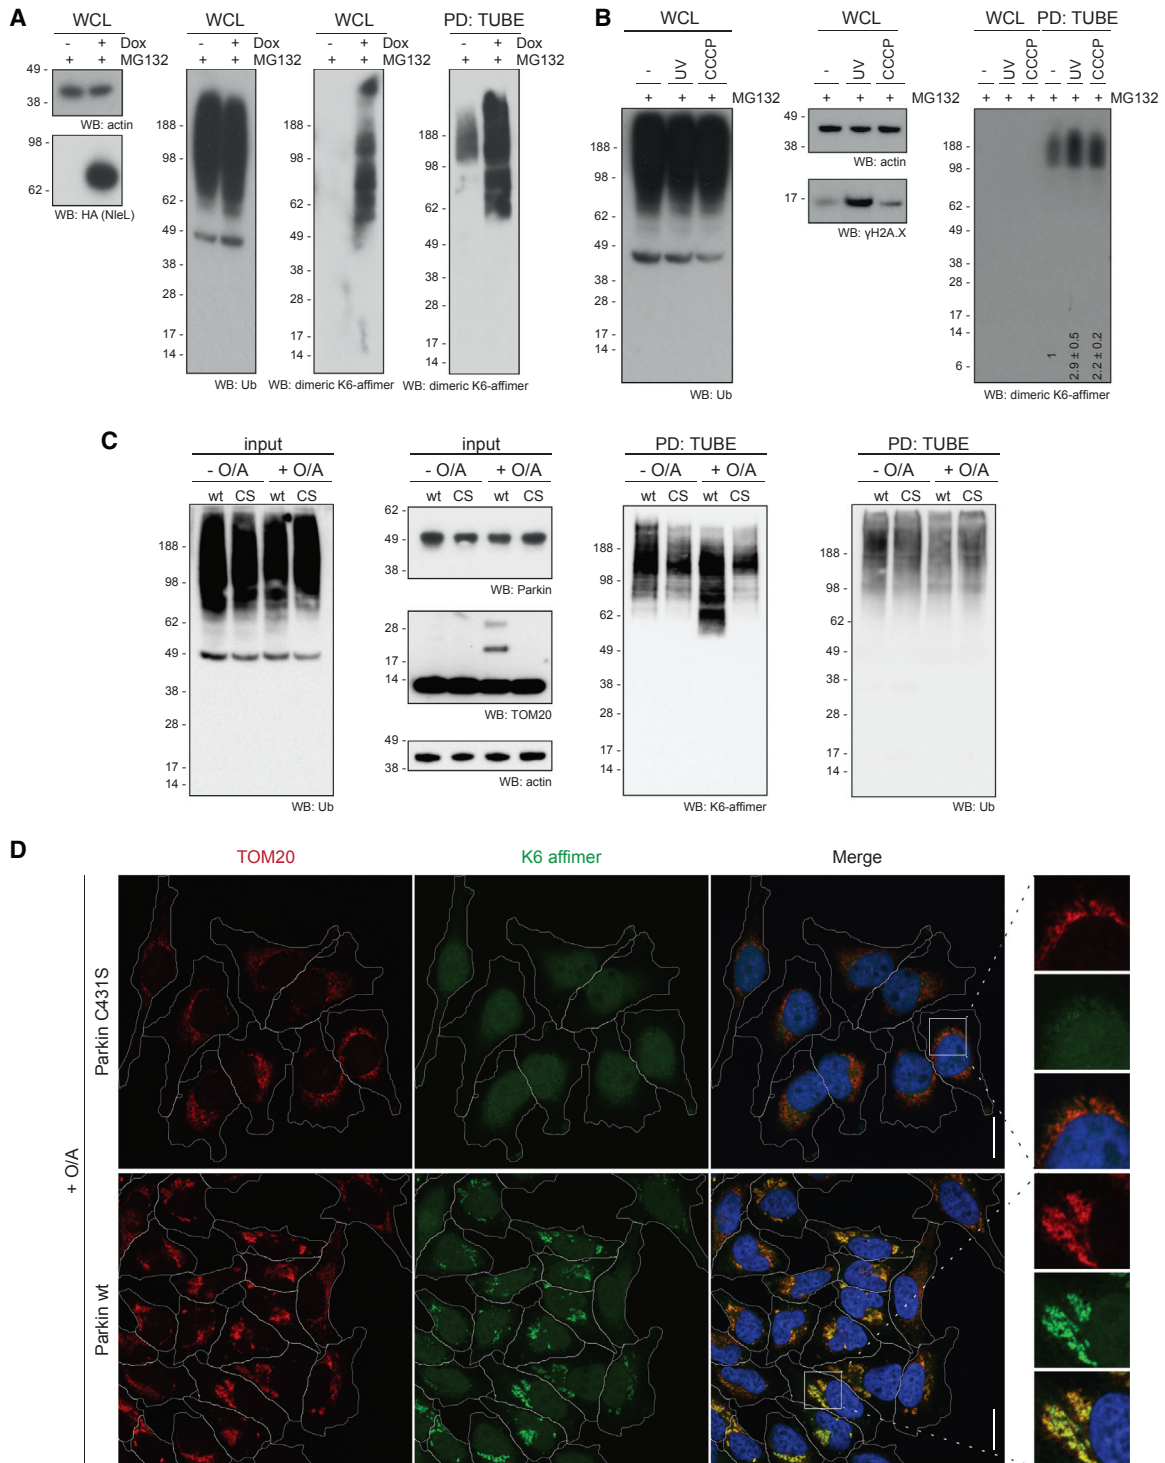 A
WCL
- + Dox
+ + MG132
49 -
38 -
WB: actin
98 -
62 -
WB: HA (NleL)
WCL
- + Dox
+ + MG132
188 -
98 -
62 -
49 -
38 -
28 -
17 -
14 -
WB: Ub
WCL
- + Dox
+ + MG132
188 -
98 -
62 -
49 -
38 -
28 -
17 -
14 -
WB: dimeric K6-affimer
PD: TUBE
- + Dox
+ + MG132
188 -
98 -
62 -
49 -
38 -
28 -
17 -
14 -
WB: dimeric K6-affimer
B
WCL
- UV CCCP
+ + + MG132
188 -
98 -
62 -
49 -
38 -
28 -
17 -
14 -
WB: Ub
WCL
- UV CCCP
+ + + MG132
49 -
38 -
WB: actin
17 -
WB: γH2A.X
WCL PD: TUBE
- UV CCCP - UV CCCP
+ + + + + + MG132
188 -
98 -
62 -
49 -
38 -
28 -
17 -
14 -
6 -
1
2.9 ± 0.5
2.2 ± 0.2
WB: dimeric K6-affimer
C
input
- O/A + O/A
wt CS wt CS
188 -
98 -
62 -
49 -
38 -
28 -
17 -
14 -
WB: Ub
input
- O/A + O/A
wt CS wt CS
62 -
49 -
38 -
WB: Parkin
28 -
17 -
14 -
WB: TOM20
49 -
38 -
WB: actin
PD: TUBE
- O/A + O/A
wt CS wt CS
188 -
98 -
62 -
49 -
38 -
28 -
17 -
14 -
WB: K6-affimer
PD: TUBE
- O/A + O/A
wt CS wt CS
188 -
98 -
62 -
49 -
38 -
28 -
17 -
14 -
WB: Ub
D
TOM20
K6 affimer
Merge
+ O/A
Parkin C431S
Parkin wt